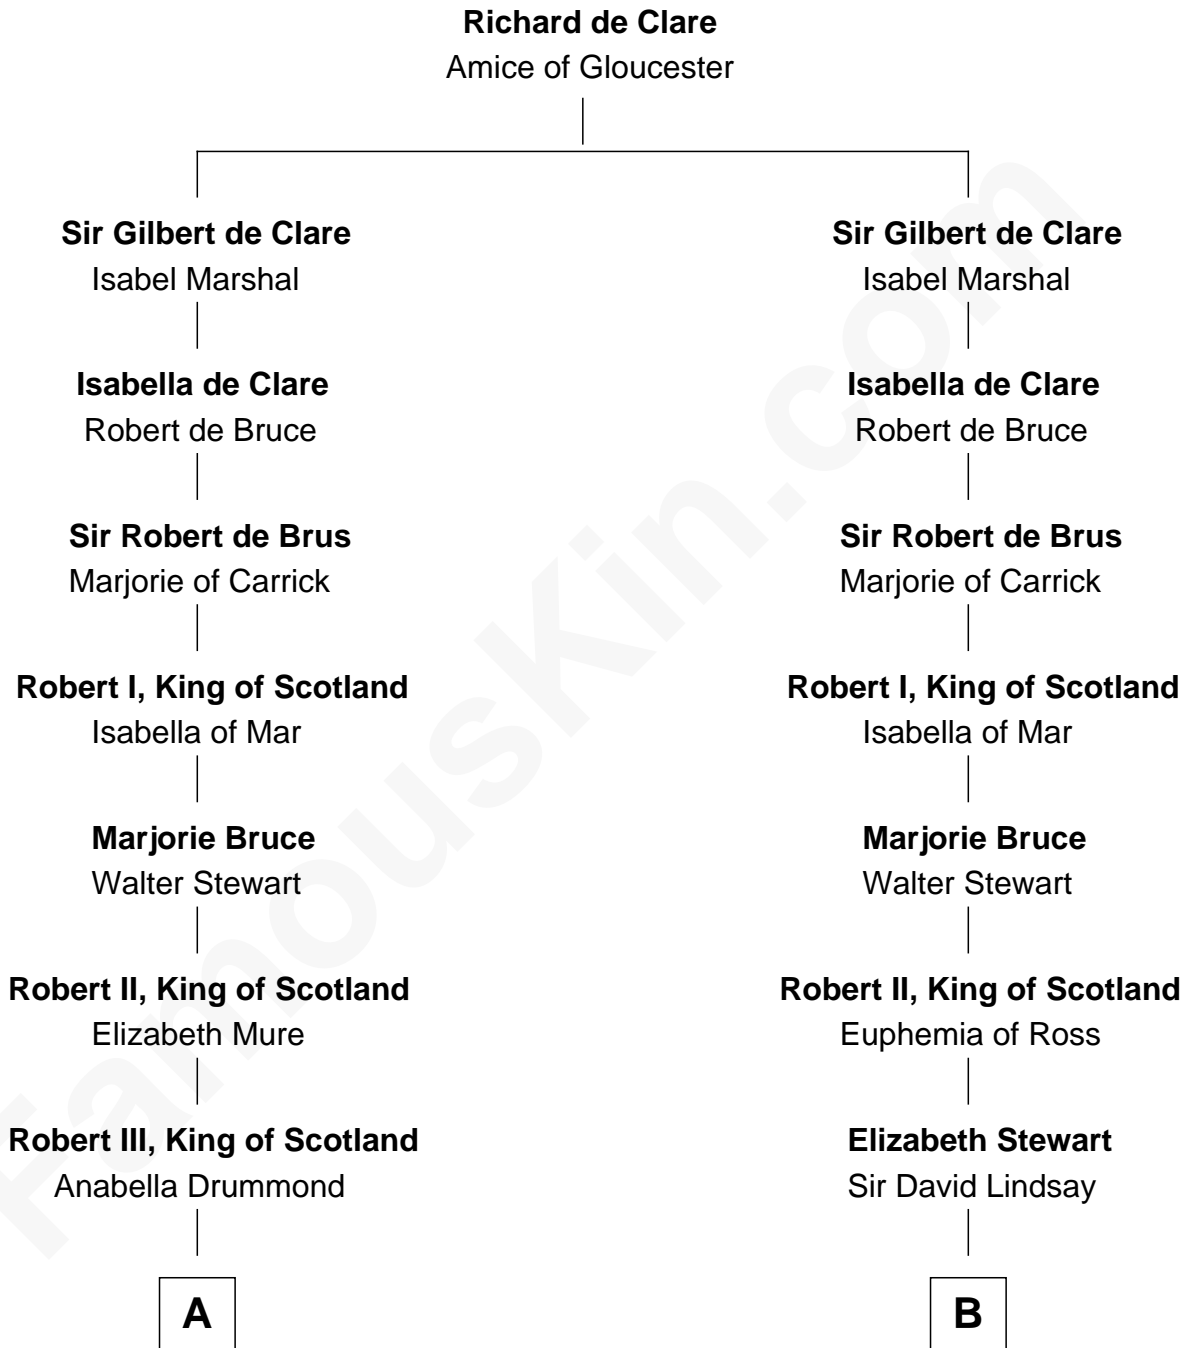 Richard de Clare
Amice of Gloucester
Sir Gilbert de Clare
Isabel Marshal
Isabella de Clare
Robert de Bruce
Sir Robert de Brus
Marjorie of Carrick
Robert I, King of Scotland
Isabella of Mar
Marjorie Bruce
Walter Stewart
Robert II, King of Scotland
Elizabeth Mure
Robert III, King of Scotland
Anabella Drummond
A
Sir Gilbert de Clare
Isabel Marshal
Isabella de Clare
Robert de Bruce
Sir Robert de Brus
Marjorie of Carrick
Robert I, King of Scotland
Isabella of Mar
Marjorie Bruce
Walter Stewart
Robert II, King of Scotland
Euphemia of Ross
Elizabeth Stewart
Sir David Lindsay
B
FamousKin.com